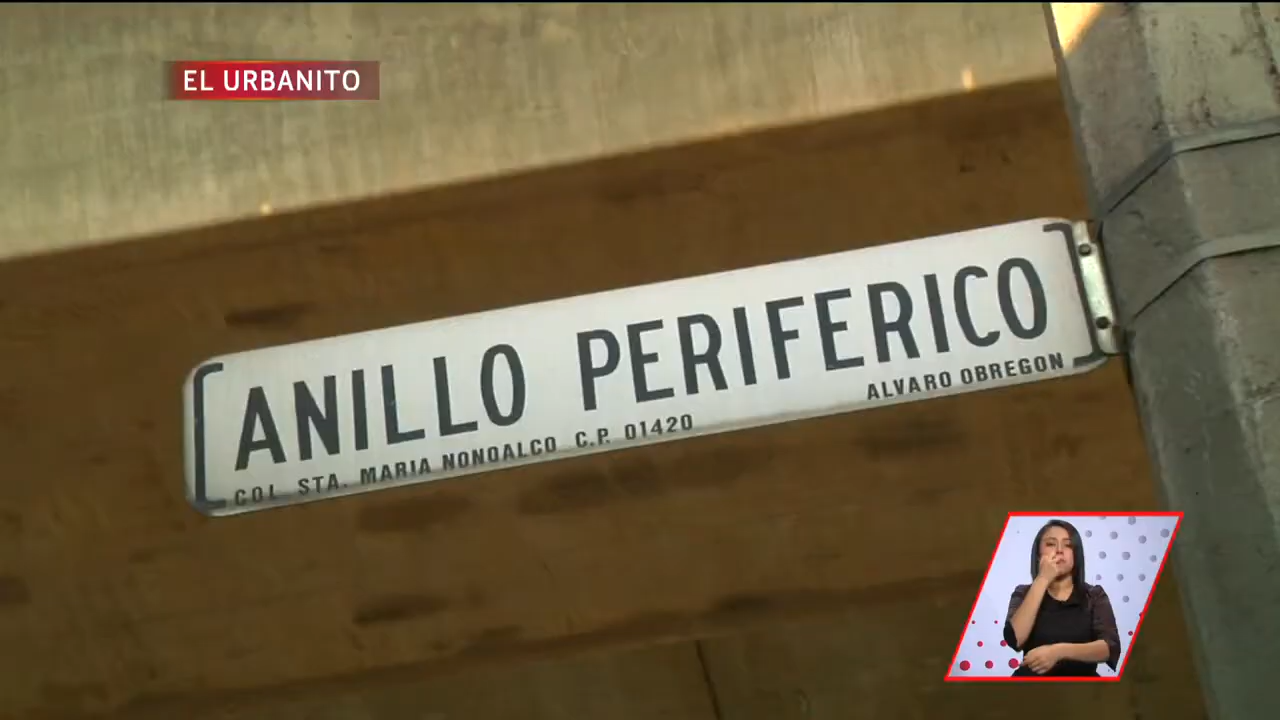 EL URBANITO
ANILLO PERIFERICO
COL STA. MARIA NONOALCO C.P. 01420
ALVARO OBREGON